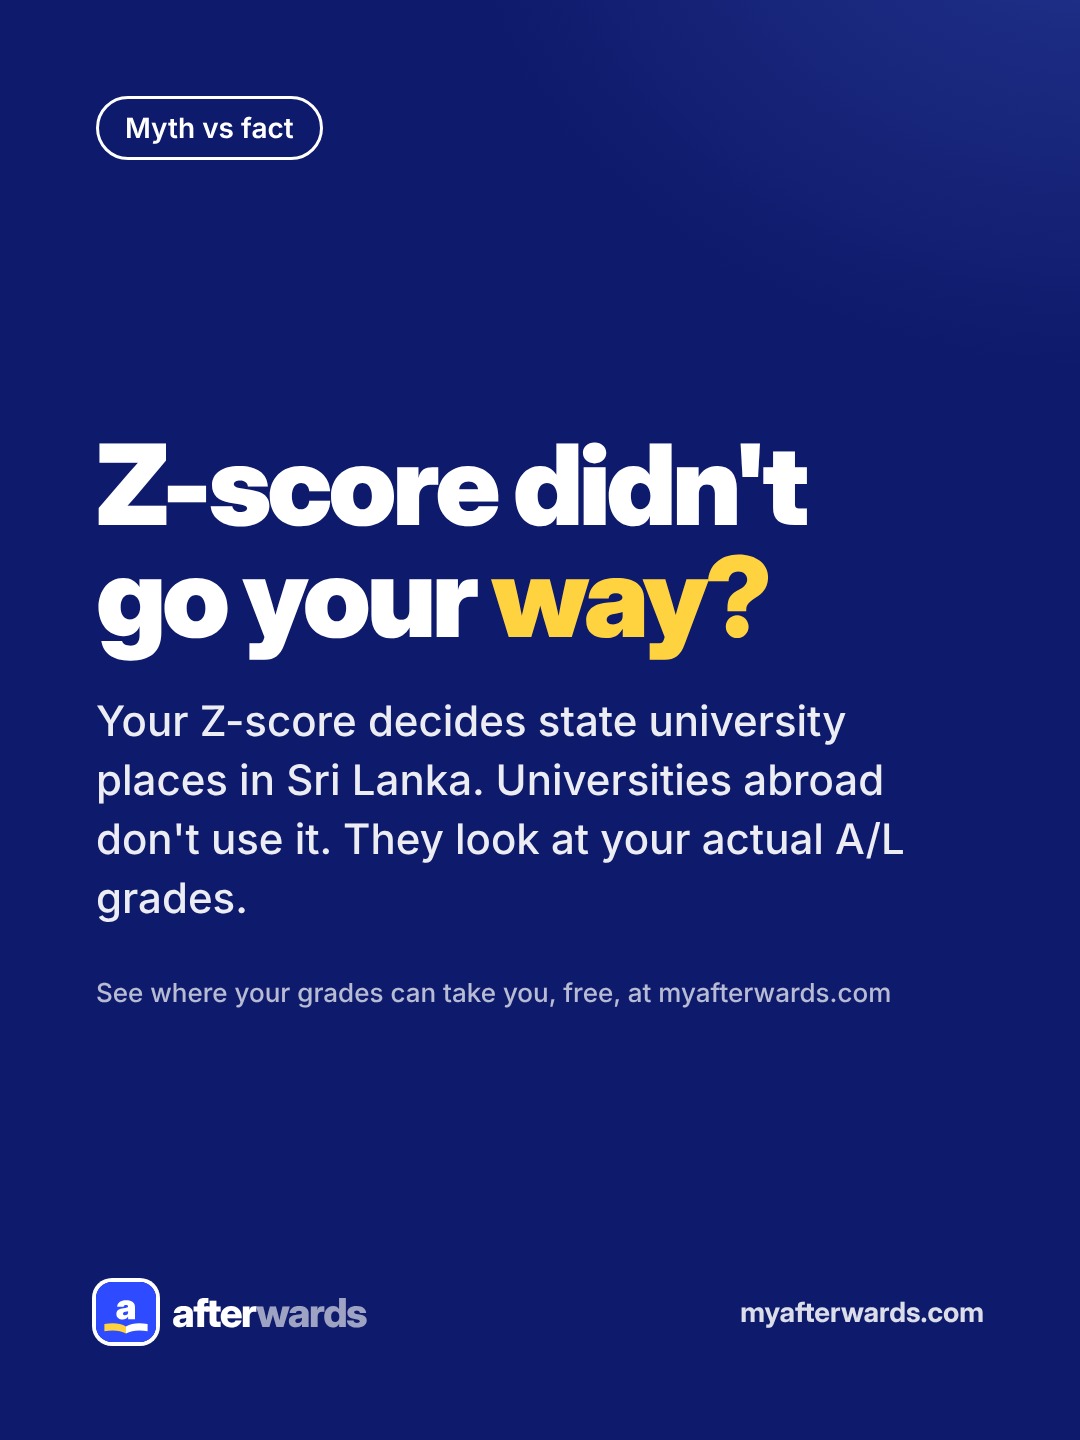 Myth vs fact
Z-score didn't
go your way?
Your Z-score decides state university
places in Sri Lanka. Universities abroad
don't use it. They look at your actual A/L
grades.
See where your grades can take you, free, at myafterwards.com
a
afterwards
myafterwards.com